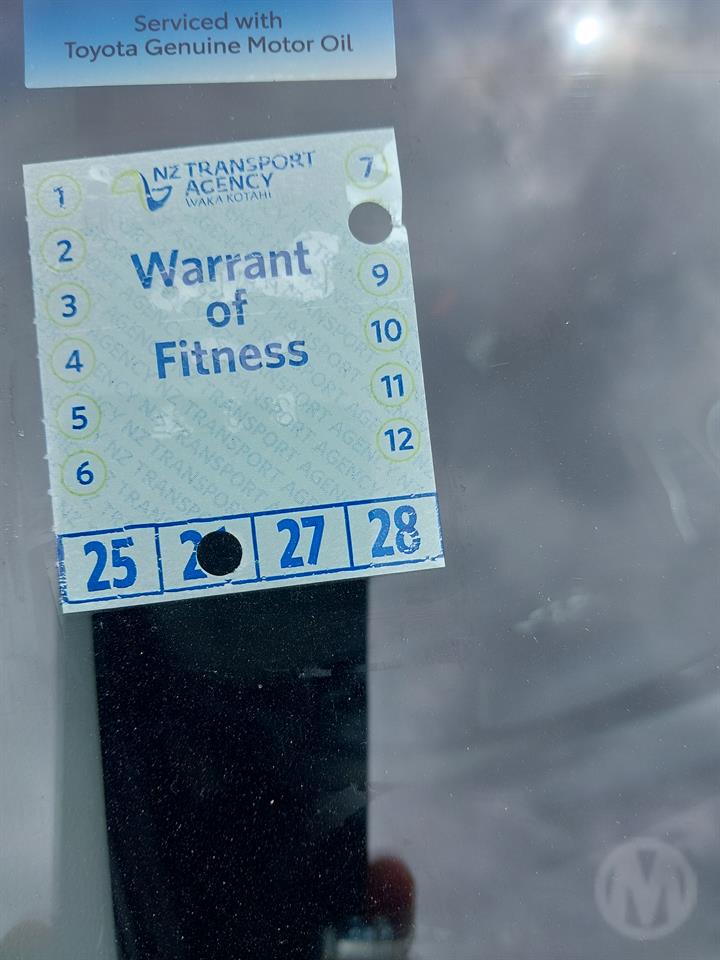 Serviced with
Toyota Genuine Motor Oil
NZ TRANSPORT
AGENCY
WAKA KOTAHI
Warrant
of
Fitness
1
2
3
4
5
6
7
9
10
11
12
25
27
28
M